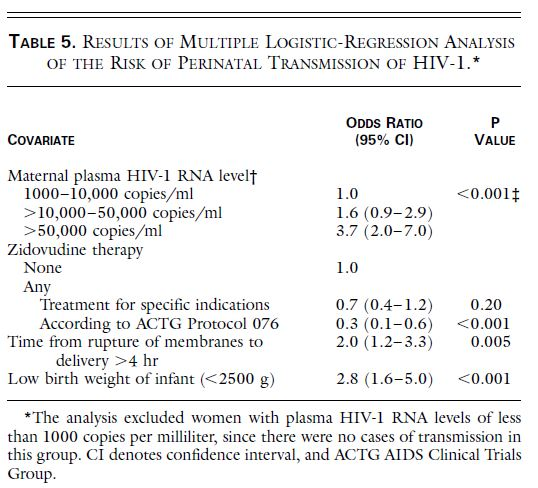 TABLE 5. RESULTS OF MULTIPLE LOGISTIC-REGRESSION ANALYSIS
OF THE RISK OF PERINATAL TRANSMISSION OF HIV-1.*
COVARIATE ODDS RATIO (95% CI) P VALUE
Maternal plasma HIV-1 RNA level†
1000–10,000 copies/ml 1.0 <0.001‡
>10,000–50,000 copies/ml 1.6 (0.9–2.9)
>50,000 copies/ml 3.7 (2.0–7.0)
Zidovudine therapy
None 1.0
Any
Treatment for specific indications 0.7 (0.4–1.2) 0.20
According to ACTG Protocol 076 0.3 (0.1–0.6) <0.001
Time from rupture of membranes to 2.0 (1.2–3.3) 0.005
delivery >4 hr
Low birth weight of infant (<2500 g) 2.8 (1.6–5.0) <0.001
*The analysis excluded women with plasma HIV-1 RNA levels of less
than 1000 copies per milliliter, since there were no cases of transmission in
this group. CI denotes confidence interval, and ACTG AIDS Clinical Trials
Group.